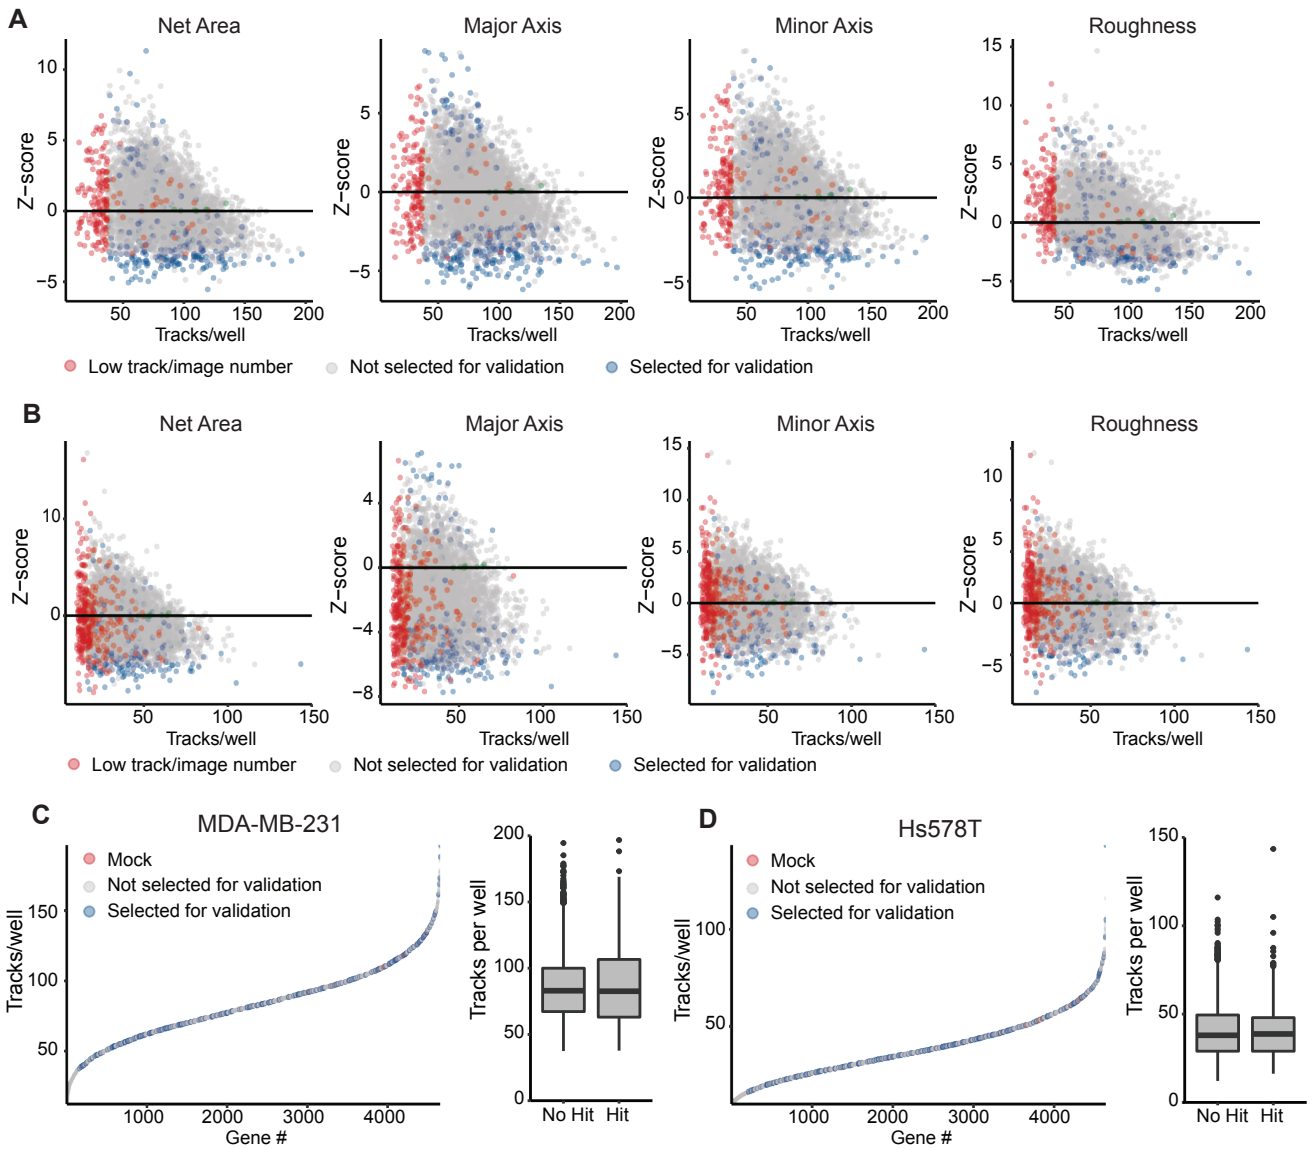 A
Net Area
Major Axis
Minor Axis
Roughness
Z−score
10
5
0
−5
50
100
150
200
Tracks/well
Z−score
5
0
−5
50
100
150
200
Tracks/well
Z−score
5
0
−5
50
100
150
200
Tracks/well
Z−score
15
10
5
0
−5
50
100
150
200
Tracks/well
Low track/image number
Not selected for validation
Selected for validation
B
Net Area
Major Axis
Minor Axis
Roughness
Z−score
10
0
50
100
150
Tracks/well
Z−score
4
0
−4
−8
50
100
150
Tracks/well
Z−score
15
10
5
0
−5
50
100
150
Tracks/well
Z−score
10
5
0
−5
50
100
150
Tracks/well
Low track/image number
Not selected for validation
Selected for validation
C
MDA-MB-231
Mock
Not selected for validation
Selected for validation
Tracks/well
150
100
50
1000
2000
3000
4000
Gene #
Tracks per well
200
150
100
50
0
No Hit
Hit
D
Hs578T
Mock
Not selected for validation
Selected for validation
Tracks/well
100
50
1000
2000
3000
4000
Gene #
Tracks per well
150
100
50
0
No Hit
Hit